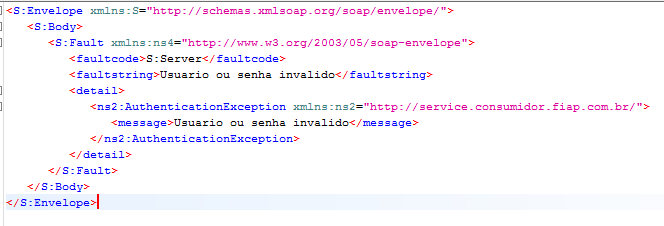 <S:Envelope xmlns:S="http://schemas.xmlsoap.org/soap/envelope/">
<S:Body>
<S:Fault xmlns:ns4="http://www.w3.org/2003/05/soap-envelope">
<faultcode>S:Server</faultcode>
<faultstring>Usuario ou senha invalido</faultstring>
<detail>
<ns2:AuthenticationException xmlns:ns2="http://service.consumidor.fiap.com.br/">
<message>Usuario ou senha invalido</message>
</ns2:AuthenticationException>
</detail>
</S:Fault>
</S:Body>
</S:Envelope>